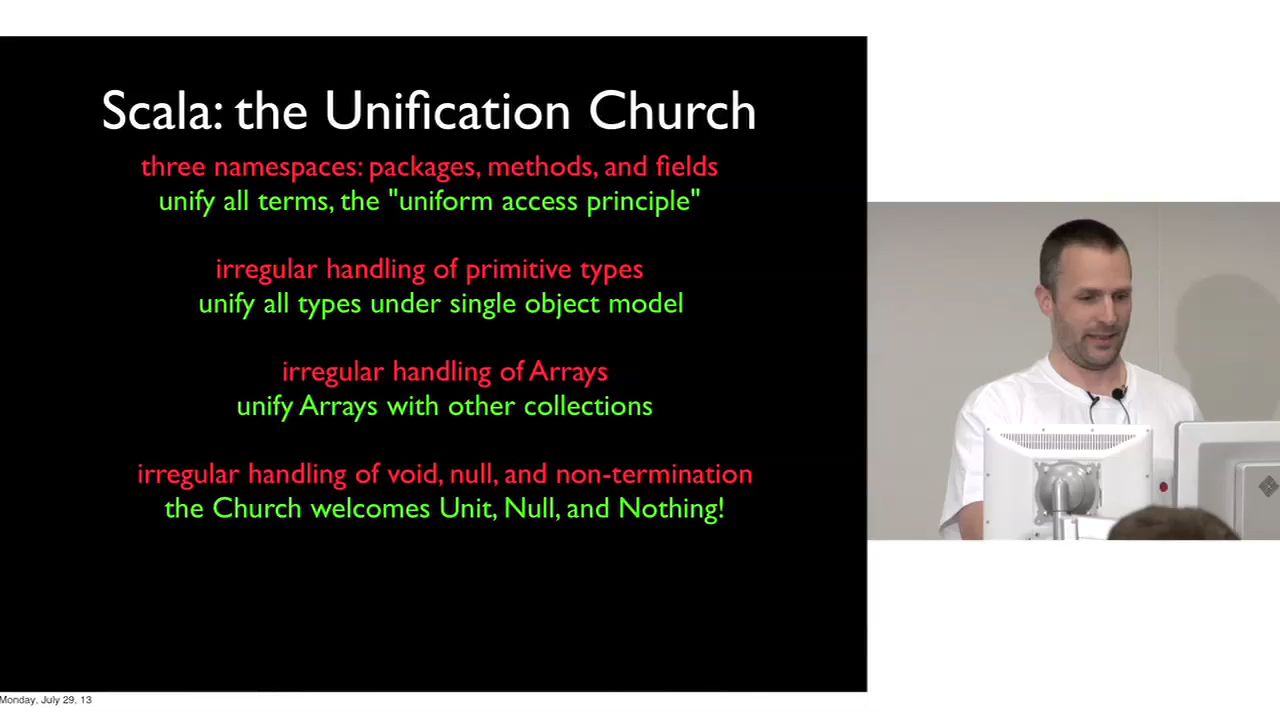 Scala: the Unification Church
three namespaces: packages, methods, and fields
unify all terms, the "uniform access principle"
irregular handling of primitive types
unify all types under single object model
irregular handling of Arrays
unify Arrays with other collections
irregular handling of void, null, and non-termination
the Church welcomes Unit, Null, and Nothing!
Monday, July 29, 13